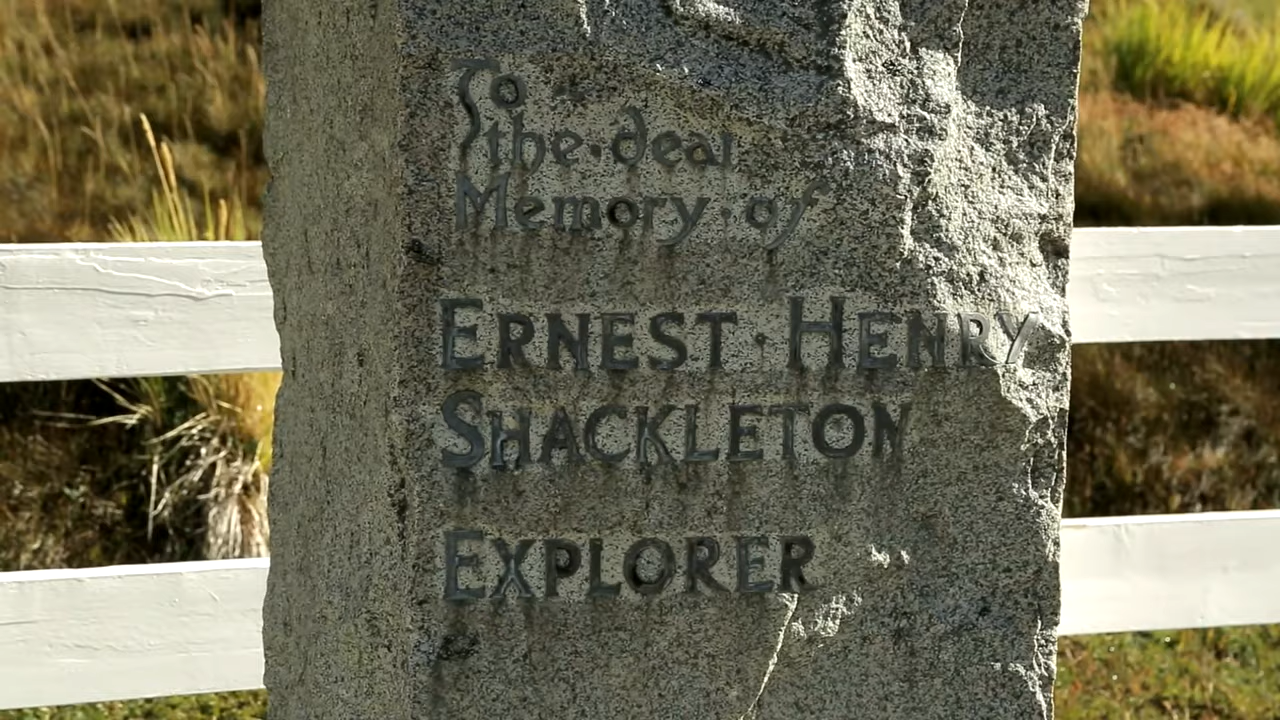 To
the·dear
Memory·of
ERNEST·HENRY
SHACKLETON
EXPLORER